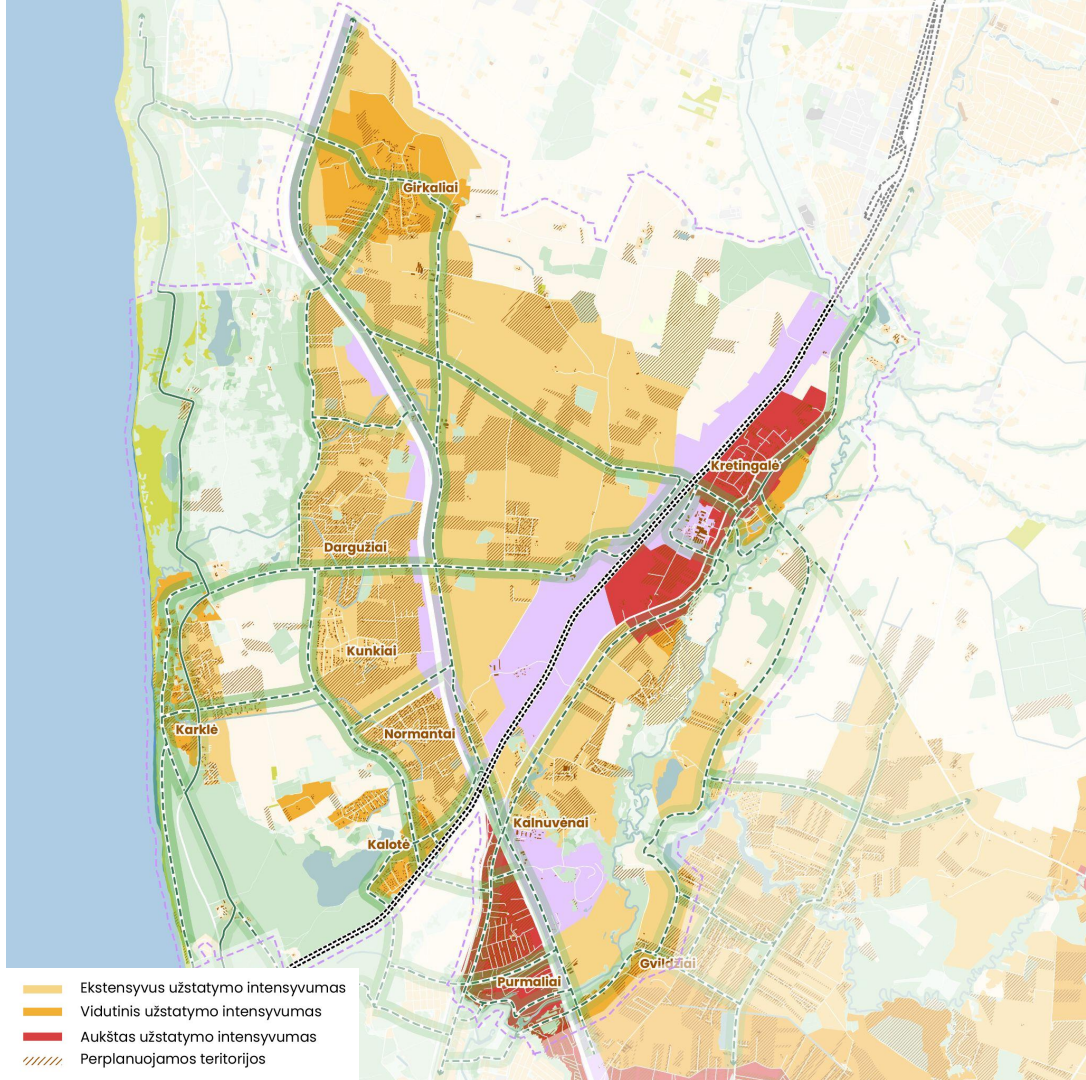 Girkaliai
Kretingalė
Dargužiai
Kunkiai
Karklė
Normantai
Kalnuvėnai
Kalotė
Gvildžiai
Purmaliai
Ekstensyvus užstatymo intensyvumas
Vidutinis užstatymo intensyvumas
Aukštas užstatymo intensyvumas
Perplanuojamos teritorijos